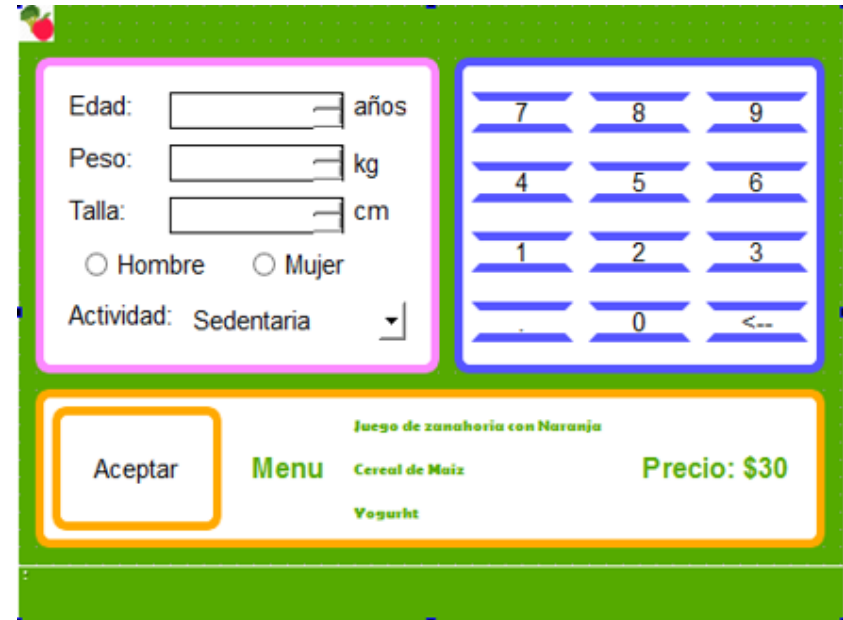 Edad: años
Peso: kg
Talla: cm
Hombre Mujer
Actividad: Sedentaria
7 8 9
4 5 6
1 2 3
. 0 <--
Aceptar
Menu
Juego de zanahoria con Naranja
Cereal de Maiz
Yogurht
Precio: $30